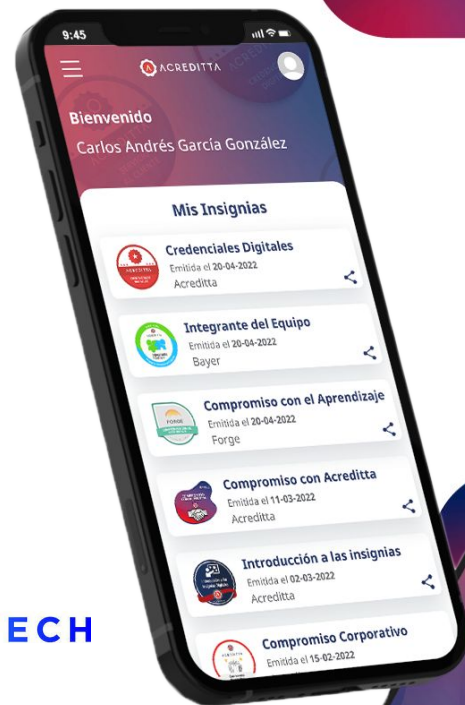 9:45
ACREDITTA
Bienvenido
Carlos Andrés García González
Mis Insignias
Credenciales Digitales
Emitida el 20-04-2022
Acreditta
Integrante del Equipo
Emitida el 20-04-2022
Bayer
Compromiso con el Aprendizaje
Emitida el 20-04-2022
FORGE
Forge
Compromiso con Acreditta
Emitida el 11-03-2022
Acreditta
Introducción a las insignias
Emitida el 02-03-2022
Acreditta
Compromiso Corporativo
Emitida el 15-02-2022
ECH